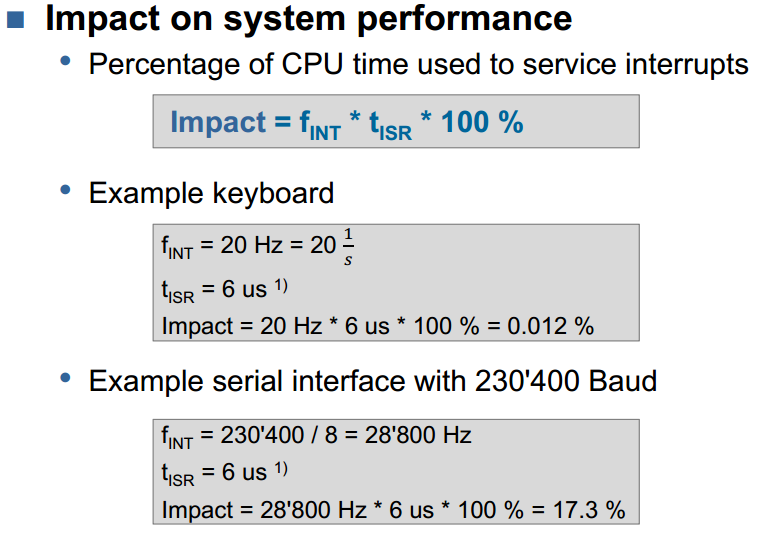 ■ Impact on system performance
• Percentage of CPU time used to service interrupts
Impact = fINT * tISR * 100 %
• Example keyboard
fINT = 20 Hz = 20 1/s
tISR = 6 us 1)
Impact = 20 Hz * 6 us * 100 % = 0.012 %
• Example serial interface with 230'400 Baud
fINT = 230'400 / 8 = 28'800 Hz
tISR = 6 us 1)
Impact = 28'800 Hz * 6 us * 100 % = 17.3 %